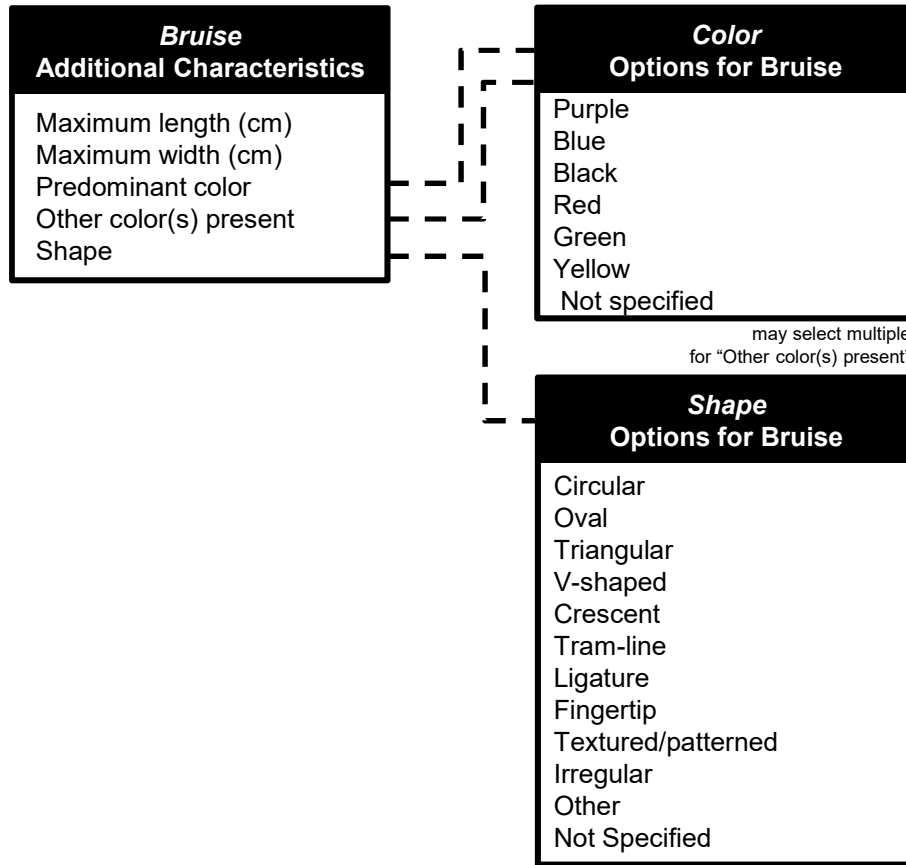 Bruise
Additional Characteristics
Maximum length (cm)
Maximum width (cm)
Predominant color
Other color(s) present
Shape
Color
Options for Bruise
Purple
Blue
Black
Red
Green
Yellow
Not specified
may select multiple
for “Other color(s) present”
Shape
Options for Bruise
Circular
Oval
Triangular
V-shaped
Crescent
Tram-line
Ligature
Fingertip
Textured/patterned
Irregular
Other
Not Specified